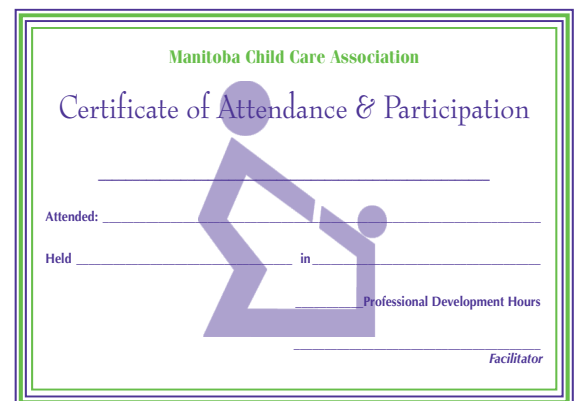 Manitoba Child Care Association
Certificate of Attendance & Participation
Attended:
Held in
Professional Development Hours
Facilitator